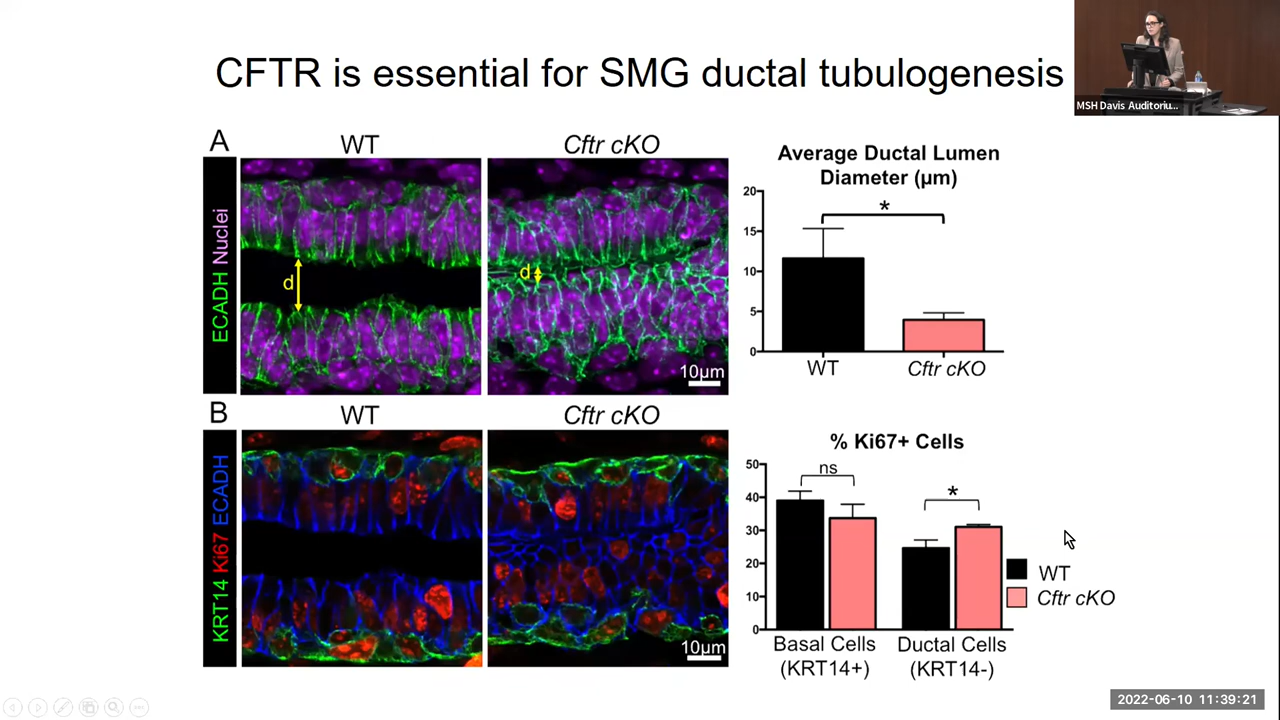 CFTR is essential for SMG ductal tubulogenesis
MSH Davis Auditoriu...
A
WT
Cftr cKO
ECADH Nuclei
d
d
10µm
Average Ductal Lumen
Diameter (µm)
20
15
10
5
0
*
WT
Cftr cKO
B
WT
Cftr cKO
KRT14 Ki67 ECADH
10µm
% Ki67+ Cells
50
40
30
20
10
0
ns
*
Basal Cells
(KRT14+)
Ductal Cells
(KRT14-)
WT
Cftr cKO
2022-06-10 11:39:21